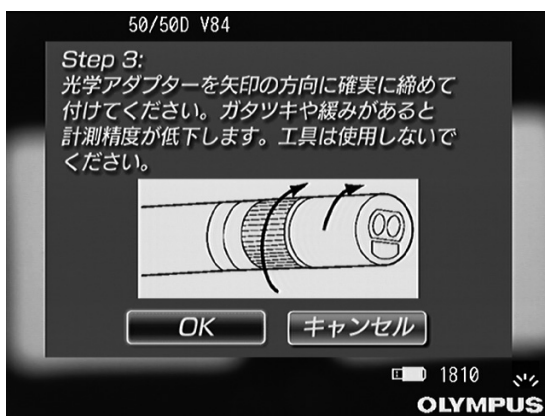 50/50D V84
Step 3:
光学アダプターを矢印の方向に確実に締めて
付けてください。ガタツキや緩みがあると
計測精度が低下します。工具は使用しないで
ください。
OK キャンセル
1810
OLYMPUS